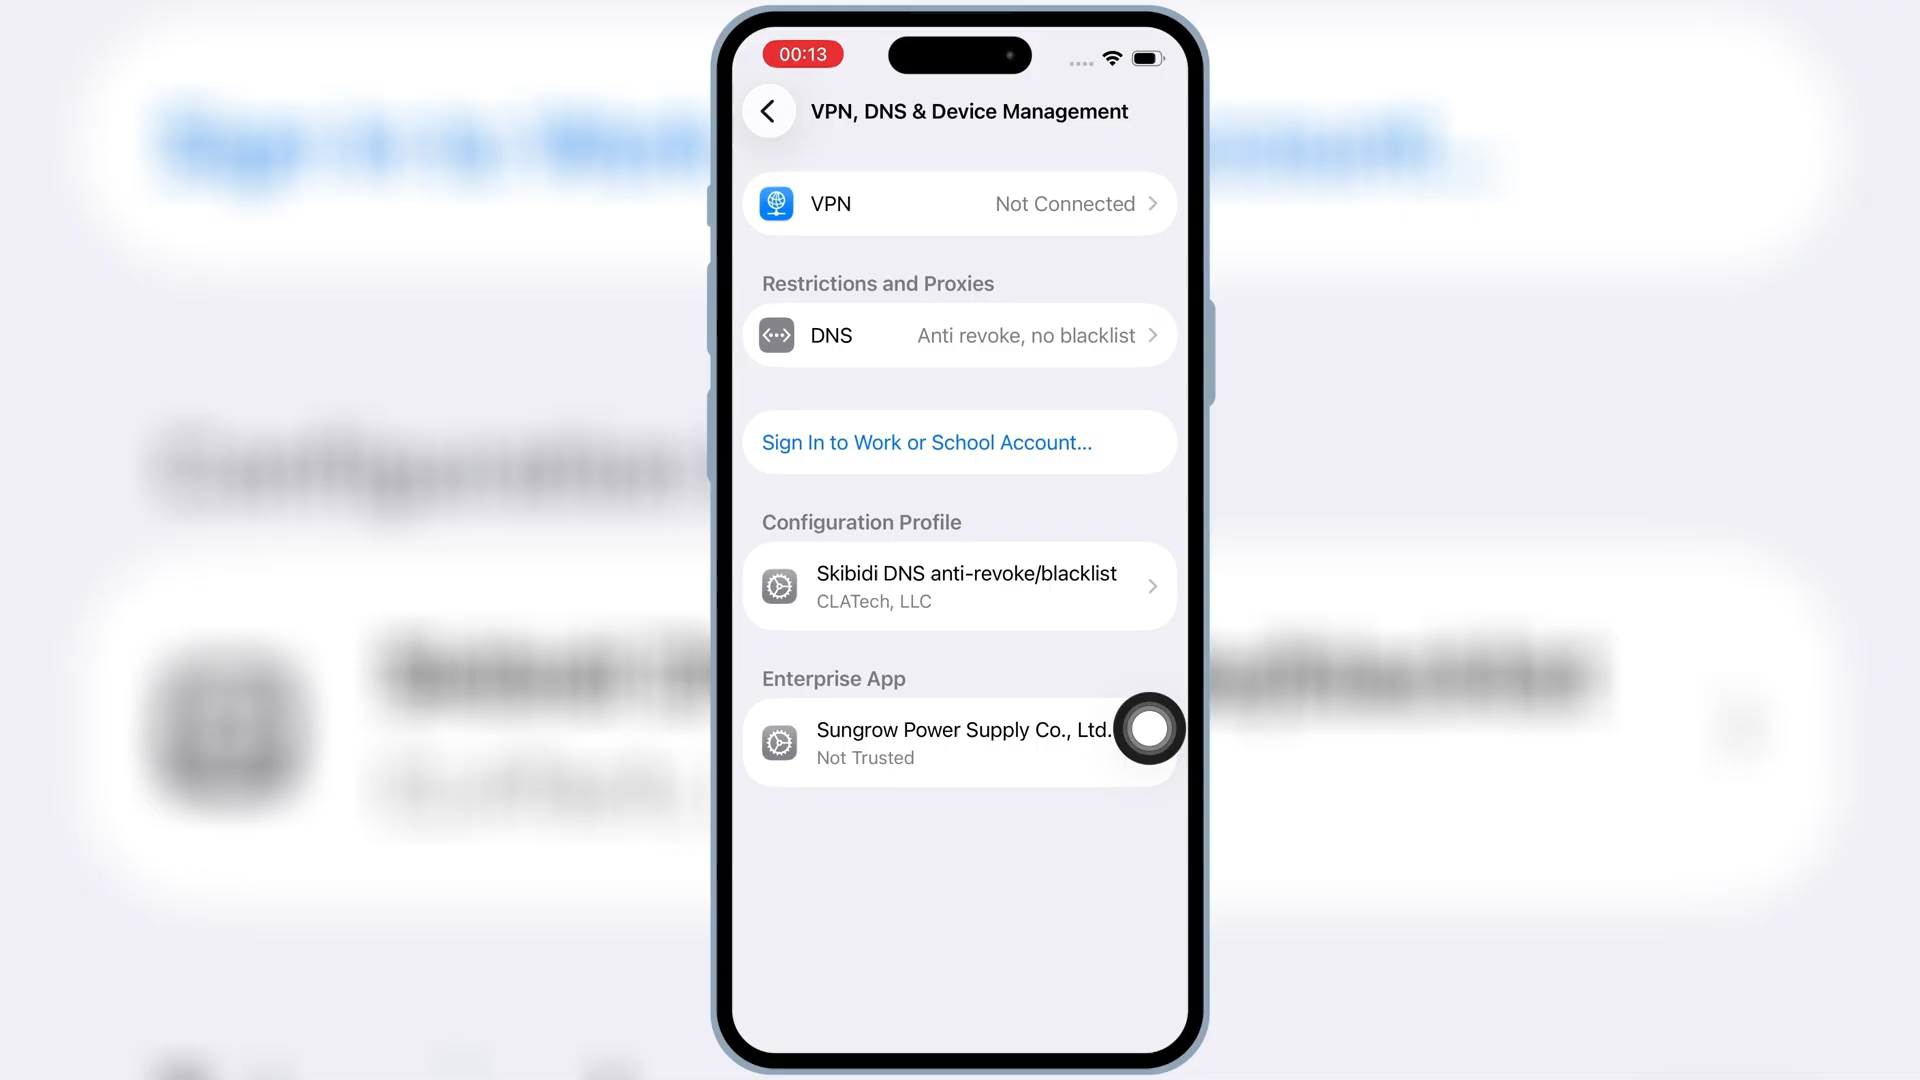 00:13
VPN, DNS & Device Management
VPN Not Connected
Restrictions and Proxies
DNS Anti revoke, no blacklist
Sign In to Work or School Account...
Configuration Profile
Skibidi DNS anti-revoke/blacklist
CLATech, LLC
Enterprise App
Sungrow Power Supply Co., Ltd.
Not Trusted